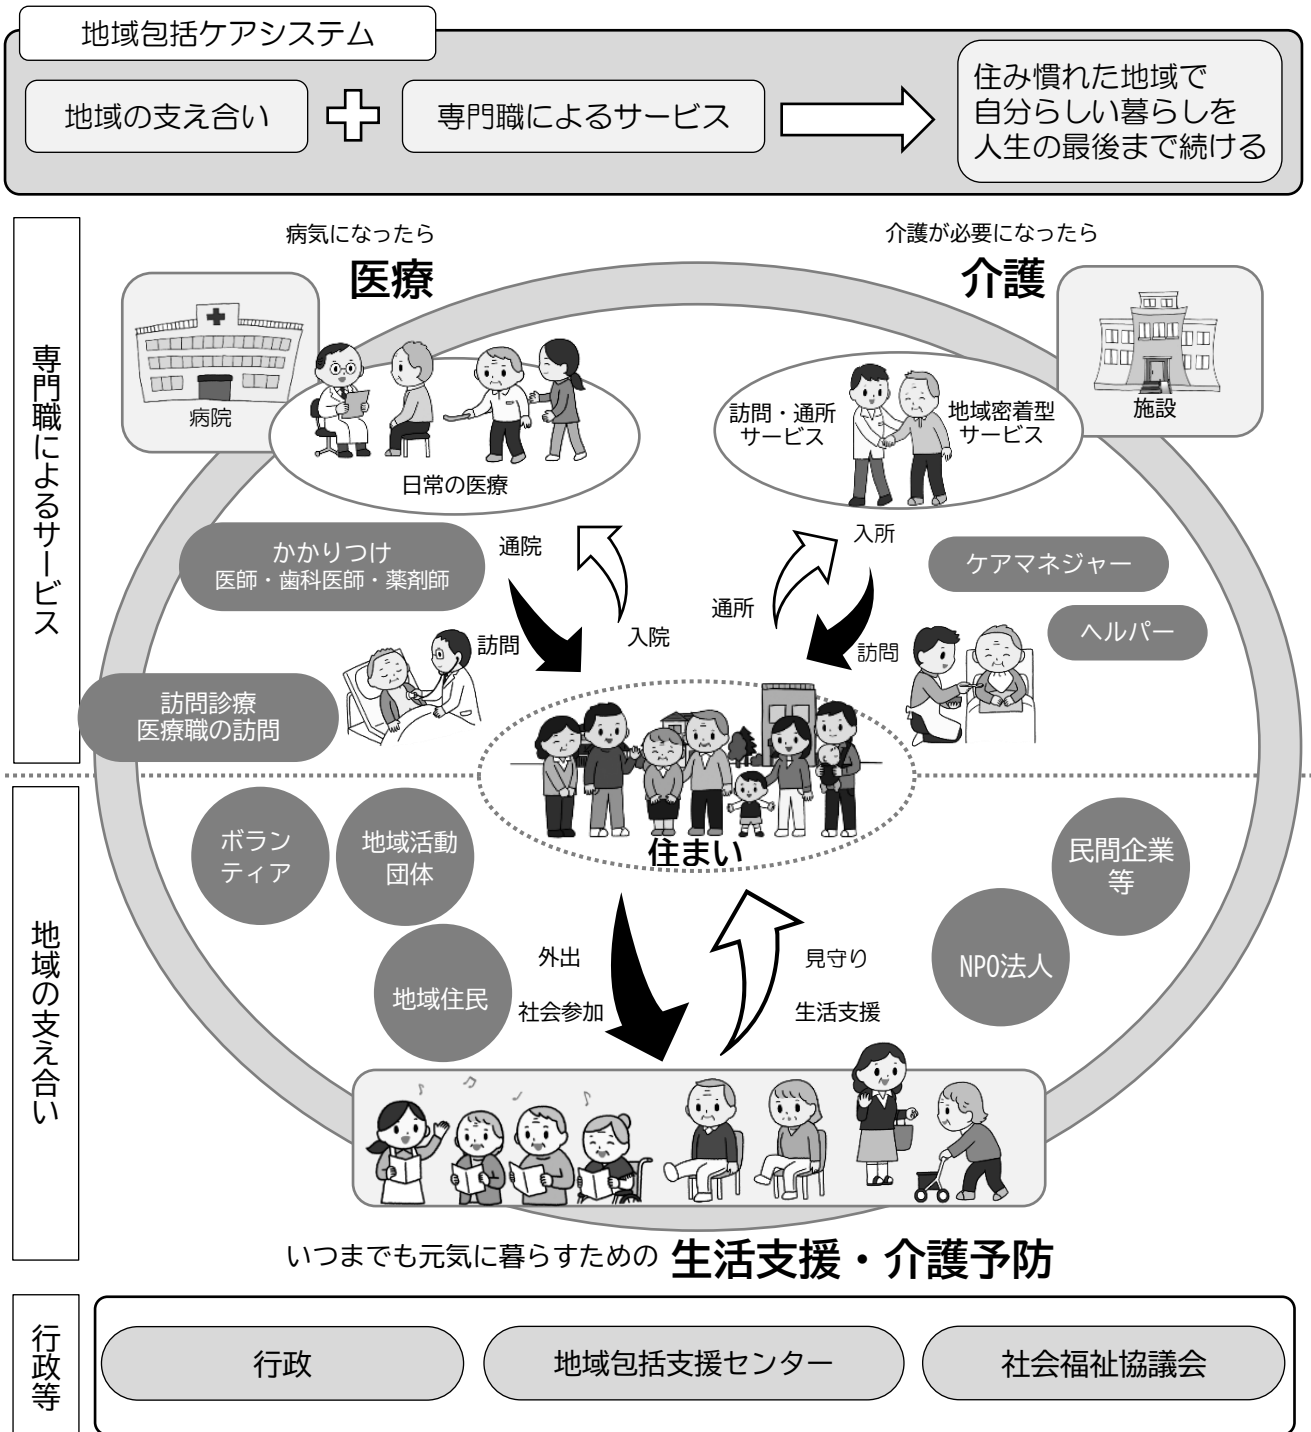 地域包括ケアシステム
地域の支え合い
専門職によるサービス
住み慣れた地域で
自分らしい暮らしを
人生の最後まで続ける
専門職によるサービス
病気になったら
医療
介護が必要になったら
介護
病院
日常の医療
訪問・通所
サービス
地域密着型
サービス
施設
かかりつけ
医師・歯科医師・薬剤師
通院
入院
訪問
入所
通所
訪問
ケアマネジャー
ヘルパー
訪問診療
医療職の訪問
住まい
地域の支え合い
ボラン
ティア
地域活動
団体
地域住民
外出
社会参加
見守り
生活支援
民間企業
等
NPO法人
いつまでも元気に暮らすための 生活支援・介護予防
行政等
行政
地域包括支援センター
社会福祉協議会